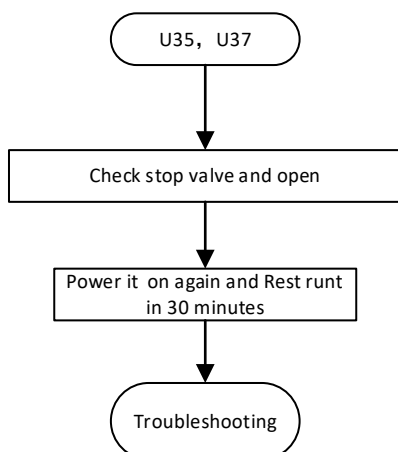 U35，U37
Check stop valve and open
Power it on again and Rest runt
in 30 minutes
Troubleshooting